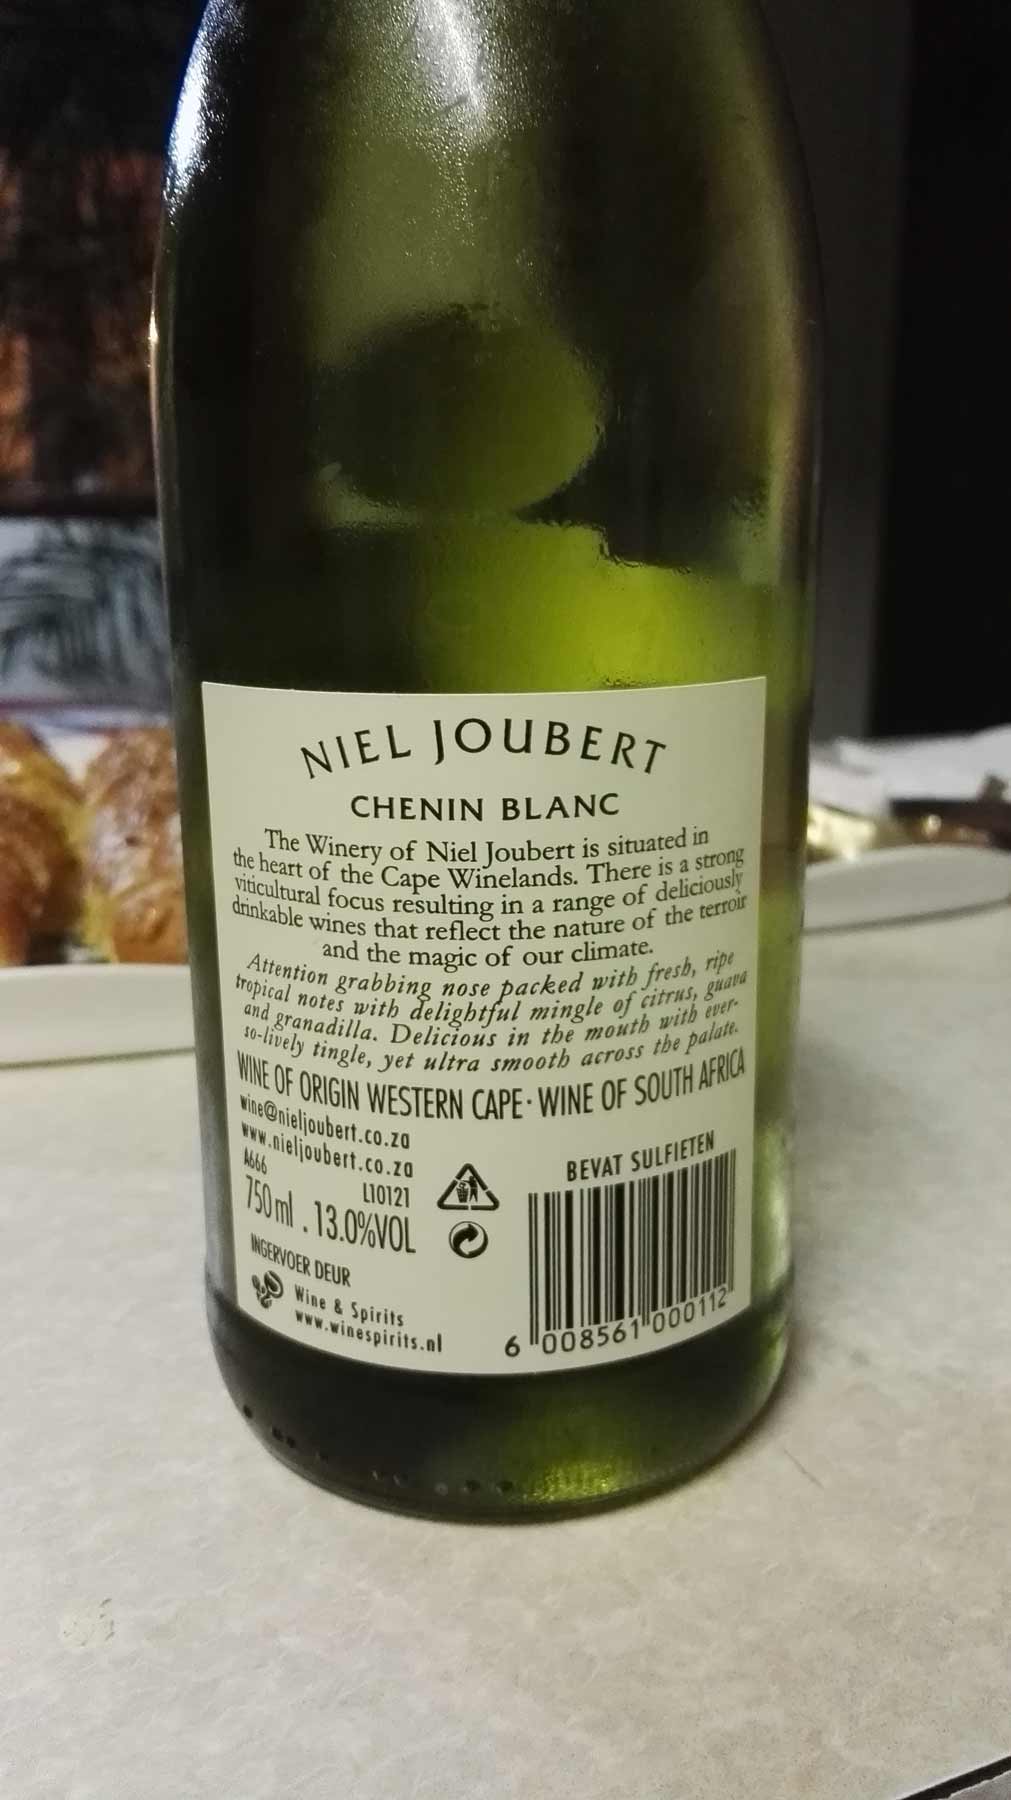 NIEL JOUBERT
CHENIN BLANC
The Winery of Niel Joubert is situated in
the heart of the Cape Winelands. There is a strong
viticultural focus resulting in a range of deliciously
drinkable wines that reflect the nature of the terroir
and the magic of our climate.
Attention grabbing nose packed with fresh, ripe
tropical notes with delightful mingle of citrus, guava
and granadilla. Delicious in the mouth with ever-
so-lively tingle, yet ultra smooth across the palate.
WINE OF ORIGIN WESTERN CAPE · WINE OF SOUTH AFRICA
wine@nieljoubert.co.za
www.nieljoubert.co.za
A666
L10121
750 ml . 13.0%VOL
INGERVOER DEUR
Wine & Spirits
www.winespirits.nl
BEVAT SULFIETEN
6 008561 000112